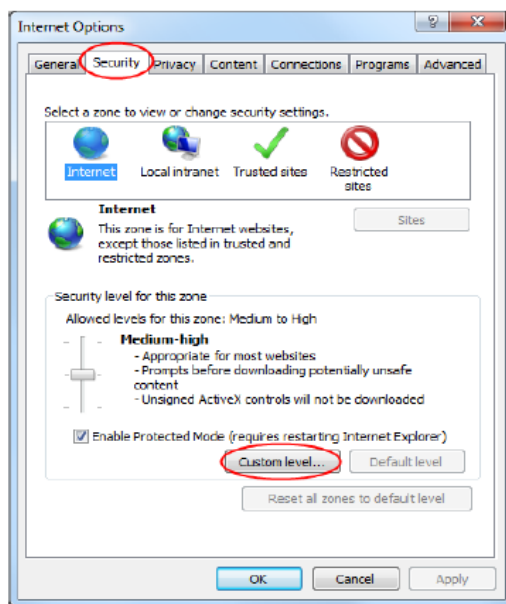 Internet Options
General Security Privacy Content Connections Programs Advanced
Select a zone to view or change security settings.
Internet Local intranet Trusted sites Restricted
sites
Internet
Sites
This zone is for Internet websites,
except those listed in trusted and
restricted zones.
Security level for this zone
Allowed levels for this zone: Medium to High
Medium-high
- Appropriate for most websites
- Prompts before downloading potentially unsafe
content
- Unsigned ActiveX controls will not be downloaded
Enable Protected Mode (requires restarting Internet Explorer)
Custom level... Default level
Reset all zones to default level
OK Cancel Apply